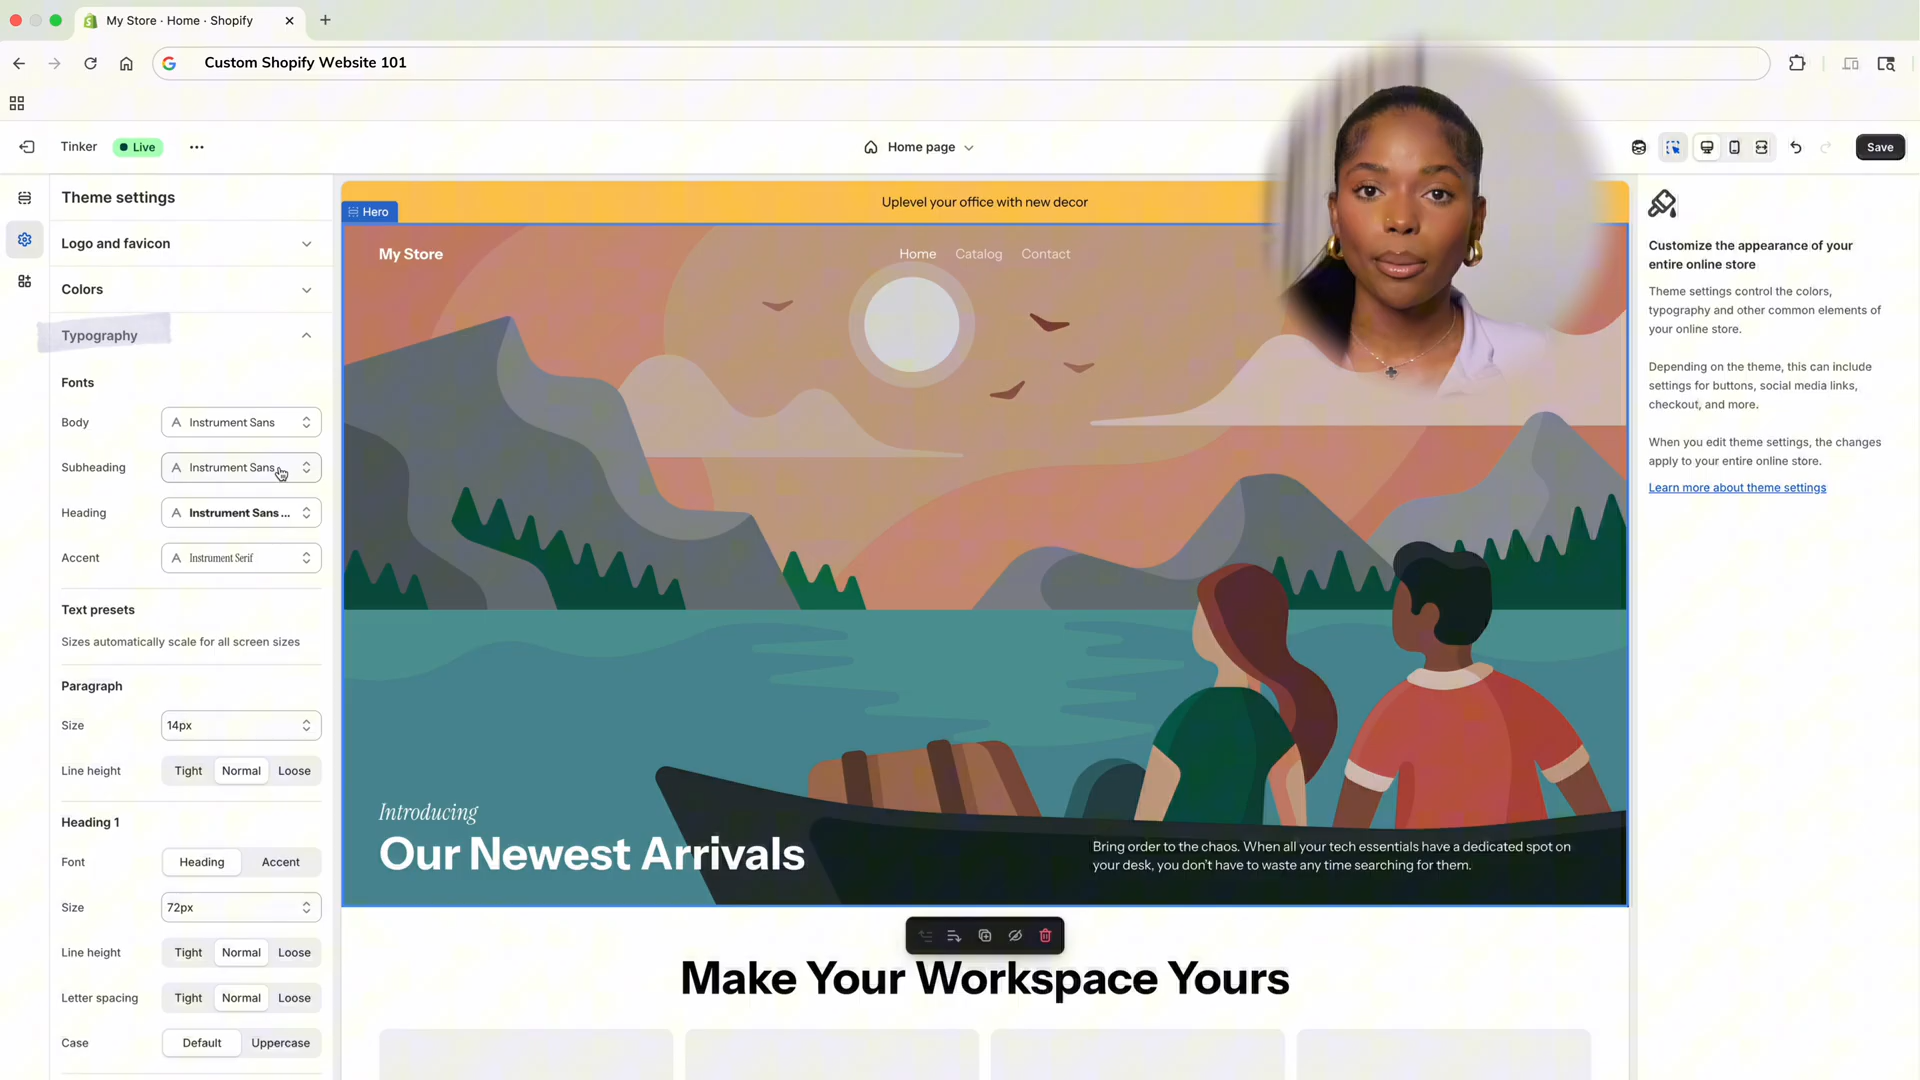 My Store · Home · Shopify
Custom Shopify Website 101
Tinker
Live
Home page
Save
Theme settings
Logo and favicon
Colors
Typography
Fonts
Body
Instrument Sans
Subheading
Instrument Sans
Heading
Instrument Sans ...
Accent
Instrument Serif
Text presets
Sizes automatically scale for all screen sizes
Paragraph
Size
14px
Line height
Tight
Normal
Loose
Heading 1
Font
Heading
Accent
Size
72px
Line height
Tight
Normal
Loose
Letter spacing
Tight
Normal
Loose
Case
Default
Uppercase
Uplevel your office with new decor
Hero
My Store
Home
Catalog
Contact
Introducing
Our Newest Arrivals
Bring order to the chaos. When all your tech essentials have a dedicated spot on
your desk, you don't have to waste any time searching for them.
Make Your Workspace Yours
Customize the appearance of your
entire online store
Theme settings control the colors,
typography and other common elements of
your online store.
Depending on the theme, this can include
settings for buttons, social media links,
checkout, and more.
When you edit theme settings, the changes
apply to your entire online store.
Learn more about theme settings